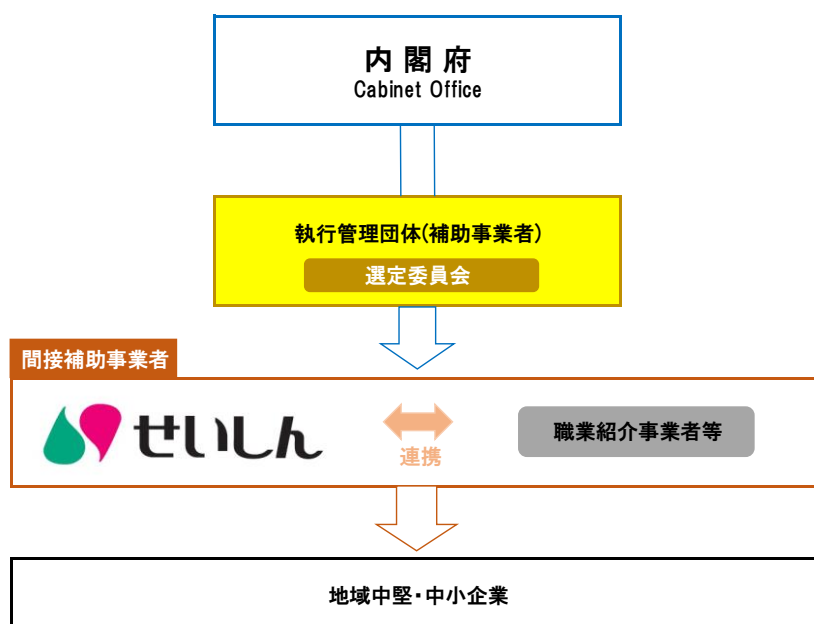 内閣府
Cabinet Office
執行管理団体(補助事業者)
選定委員会
間接補助事業者
せいしん
連携
職業紹介事業者等
地域中堅・中小企業